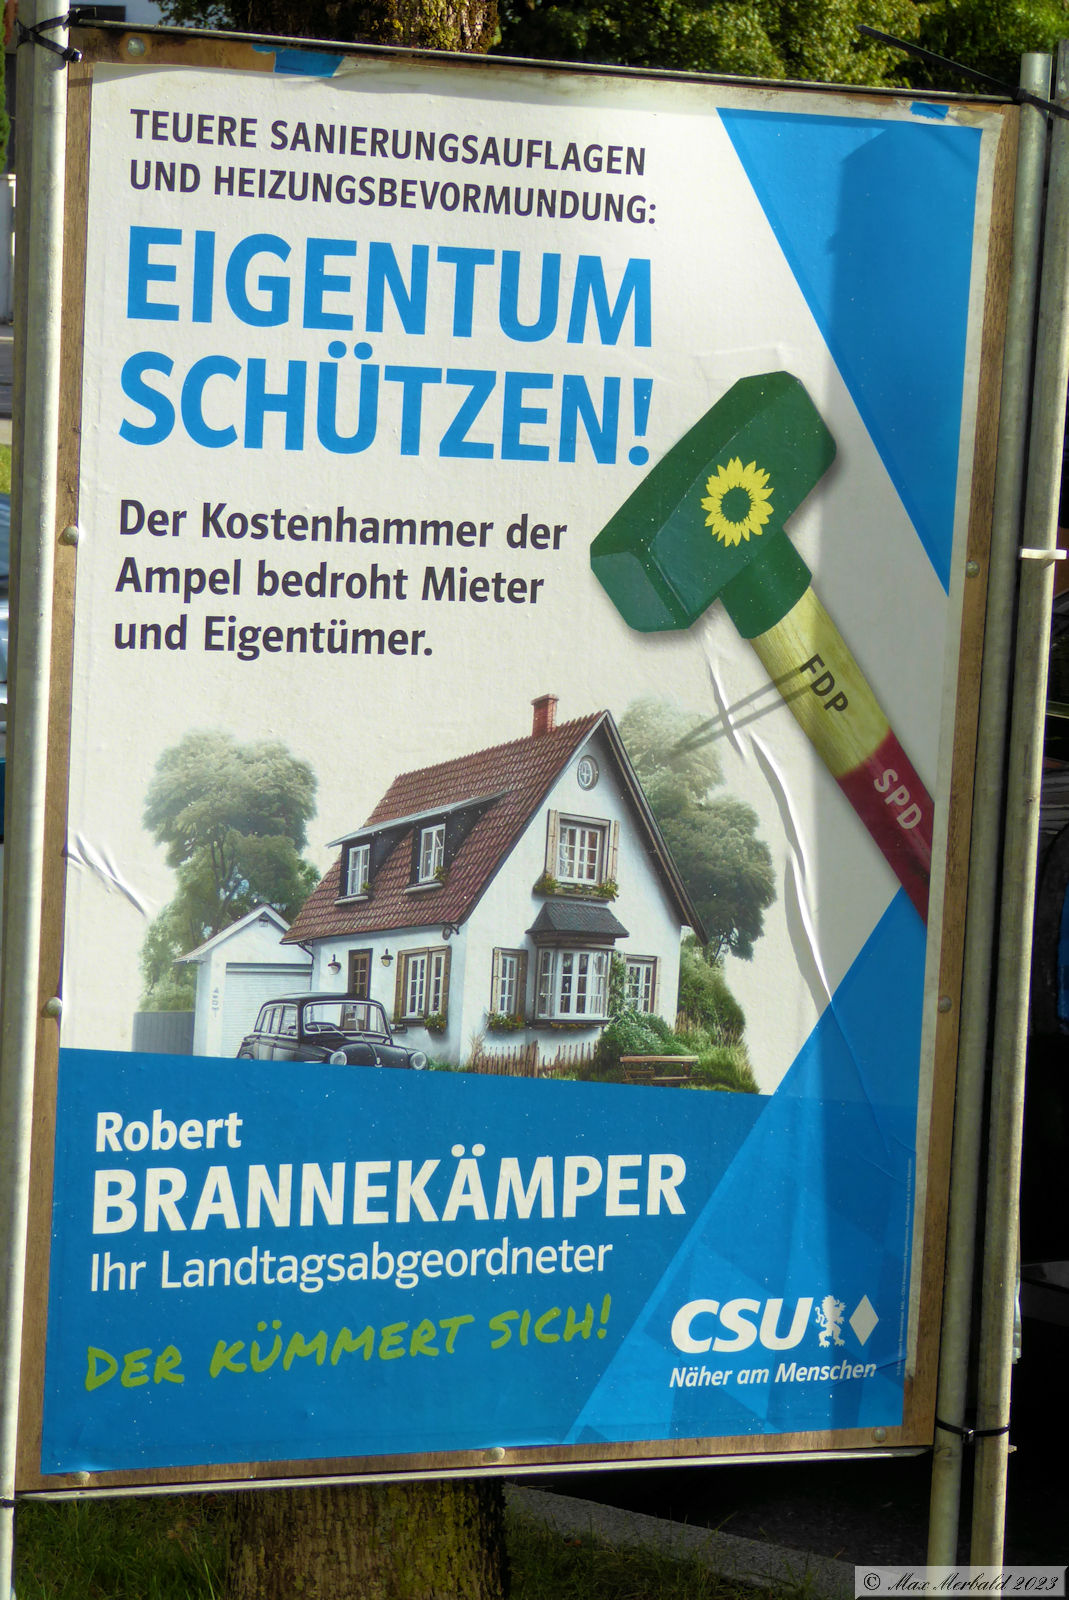 TEUERE SANIERUNGSAUFLAGEN
UND HEIZUNGSBEVORMUNDUNG:
EIGENTUM
SCHÜTZEN!
Der Kostenhammer der
Ampel bedroht Mieter
und Eigentümer.
FDP
SPD
Robert
BRANNEKÄMPER
Ihr Landtagsabgeordneter
DER KÜMMERT SICH!
CSU
Näher am Menschen
© Max Merbald 2023